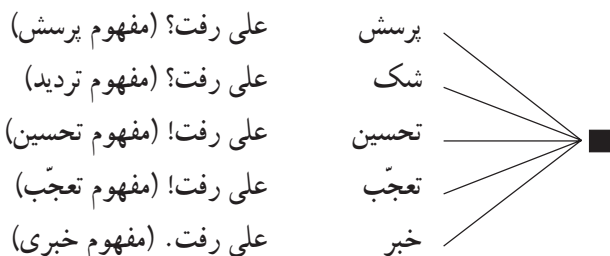 پرسش علی رفت؟ (مفهوم پرسش)
شک علی رفت؟ (مفهوم تردید)
تحسین علی رفت! (مفهوم تحسین)
تعجّب علی رفت! (مفهوم تعجّب)
خبر علی رفت. (مفهوم خبری)